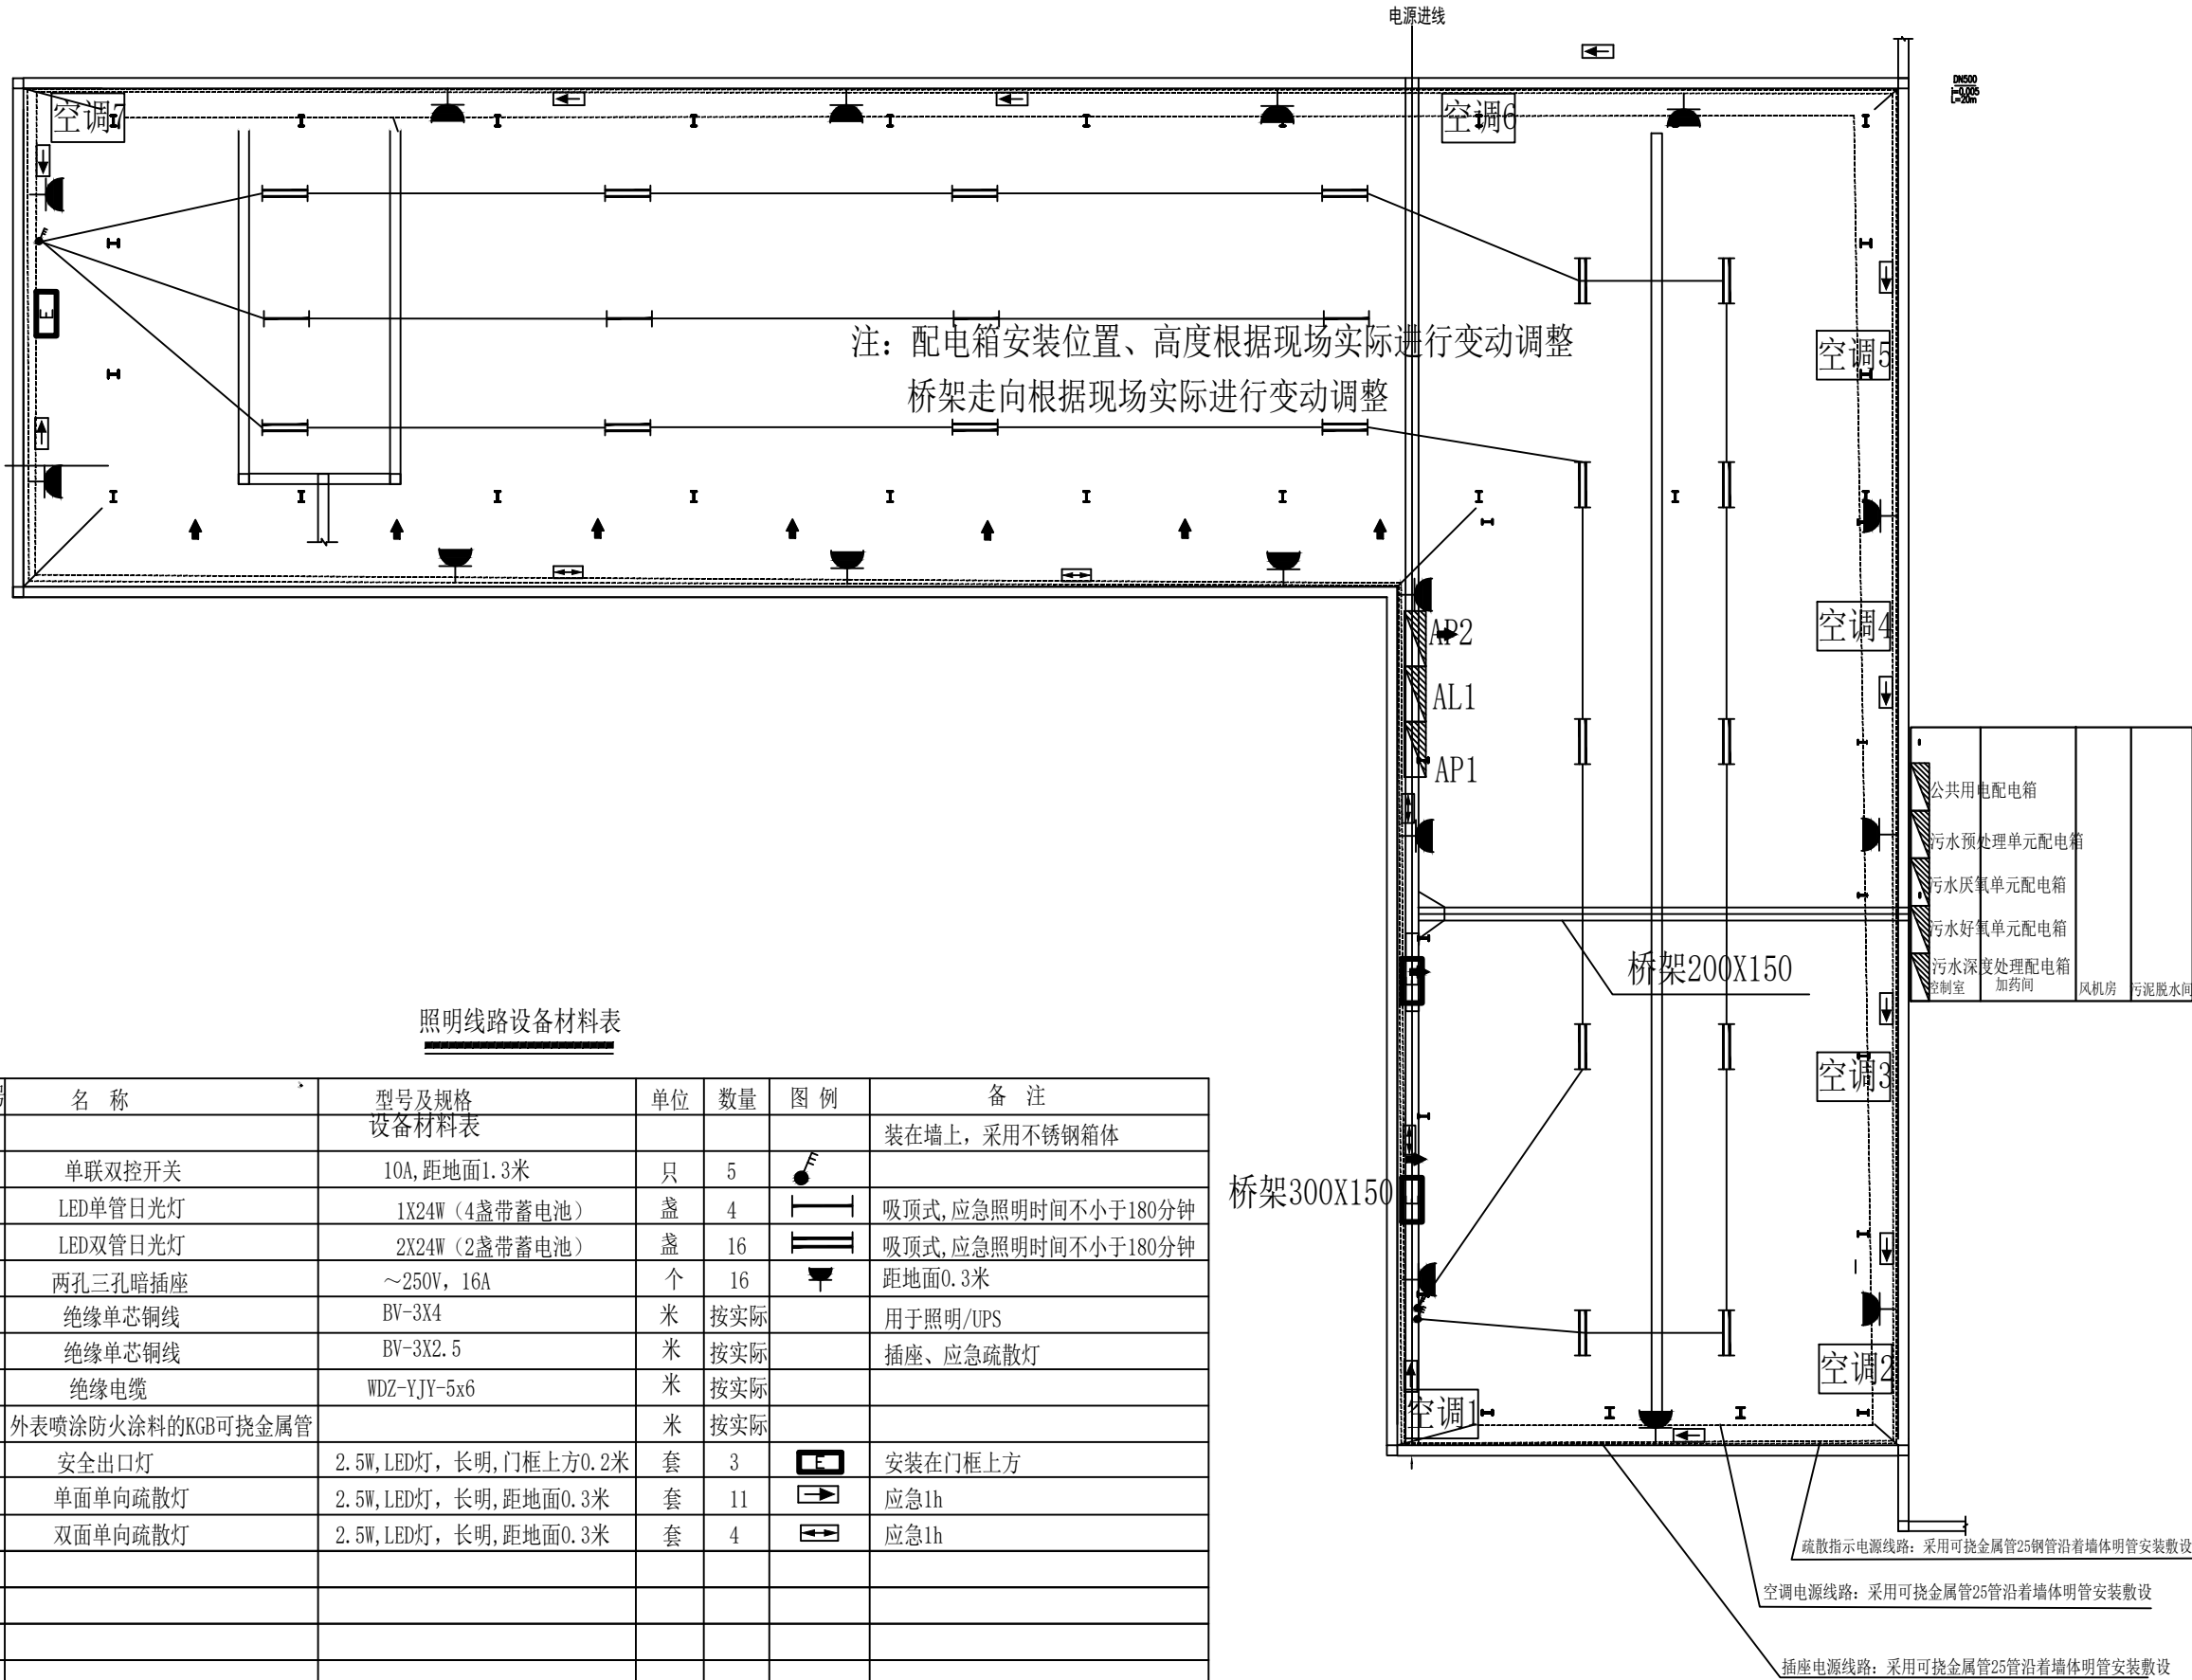 电源进线
DN500
i=0.005
L=20m
空调7
空调6
注：配电箱安装位置、高度根据现场实际进行变动调整
桥架走向根据现场实际进行变动调整
空调5
E
空调4
AP2
AL1
AP1
公共用电配电箱
污水预处理单元配电箱
污水厌氧单元配电箱
污水好氧单元配电箱
污水深度处理配电箱
控制室 加药间 风机房 污泥脱水间
桥架200X150
空调3
桥架300X150
空调2
空调1
疏散指示电源线路：采用可挠金属管25钢管沿着墙体明管安装敷设
空调电源线路：采用可挠金属管25管沿着墙体明管安装敷设
插座电源线路：采用可挠金属管25管沿着墙体明管安装敷设
照明线路设备材料表
号 名 称 型号及规格 单位 数量 图 例 备 注
设备材料表 装在墙上，采用不锈钢箱体
单联双控开关 10A,距地面1.3米 只 5
LED单管日光灯 1X24W（4盏带蓄电池） 盏 4 吸顶式,应急照明时间不小于180分钟
LED双管日光灯 2X24W（2盏带蓄电池） 盏 16 吸顶式,应急照明时间不小于180分钟
两孔三孔暗插座 ～250V，16A 个 16 距地面0.3米
绝缘单芯铜线 BV-3X4 米 按实际 用于照明/UPS
绝缘单芯铜线 BV-3X2.5 米 按实际 插座、应急疏散灯
绝缘电缆 WDZ-YJY-5x6 米 按实际
外表喷涂防火涂料的KGB可挠金属管 米 按实际
安全出口灯 2.5W,LED灯，长明,门框上方0.2米 套 3 E 安装在门框上方
单面单向疏散灯 2.5W,LED灯，长明,距地面0.3米 套 11 应急1h
双面单向疏散灯 2.5W,LED灯，长明,距地面0.3米 套 4 应急1h